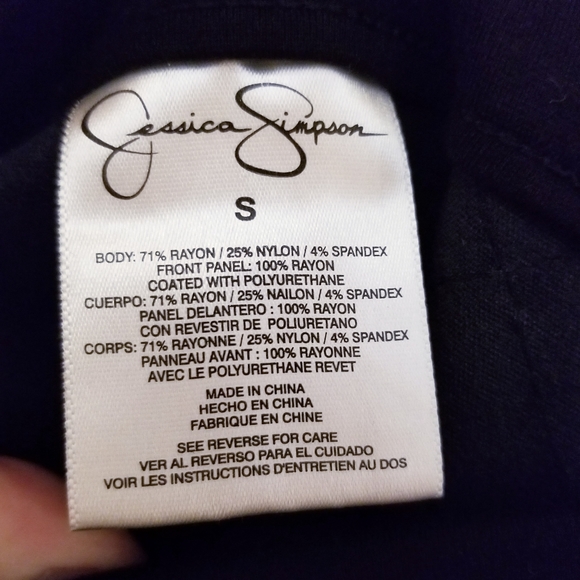 Jessica Simpson
S
BODY: 71% RAYON / 25% NYLON / 4% SPANDEX
FRONT PANEL: 100% RAYON
COATED WITH POLYURETHANE
CUERPO: 71% RAYON / 25% NAILON / 4% SPANDEX
PANEL DELANTERO : 100% RAYON
CON REVESTIR DE POLIURETANO
CORPS: 71% RAYONNE / 25% NYLON / 4% SPANDEX
PANNEAU AVANT : 100% RAYONNE
AVEC LE POLYURETHANE REVET
MADE IN CHINA
HECHO EN CHINA
FABRIQUE EN CHINE
SEE REVERSE FOR CARE
VER AL REVERSO PARA EL CUIDADO
VOIR LES INSTRUCTIONS D'ENTRETIEN AU DOS